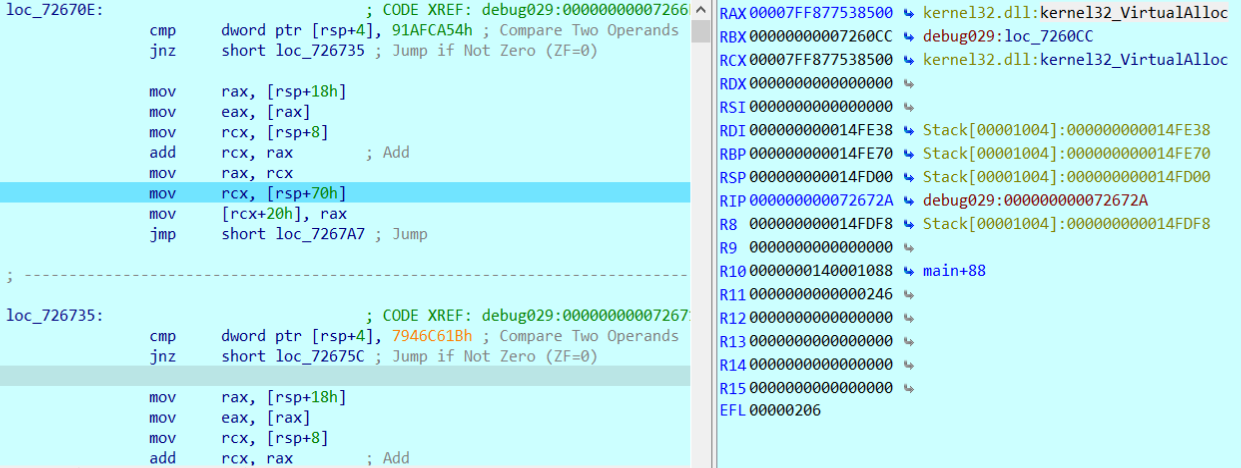 loc_72670E: ; CODE XREF: debug029:00000000007266
cmp dword ptr [rsp+4], 91AFCA54h ; Compare Two Operands
jnz short loc_726735 ; Jump if Not Zero (ZF=0)
mov rax, [rsp+18h]
mov eax, [rax]
mov rcx, [rsp+8]
add rcx, rax ; Add
mov rax, rcx
mov rcx, [rsp+70h]
mov [rcx+20h], rax
jmp short loc_7267A7 ; Jump
; ---------------------------------------------------------------------------
loc_726735: ; CODE XREF: debug029:00000000007267
cmp dword ptr [rsp+4], 7946C61Bh ; Compare Two Operands
jnz short loc_72675C ; Jump if Not Zero (ZF=0)
mov rax, [rsp+18h]
mov eax, [rax]
mov rcx, [rsp+8]
add rcx, rax ; Add
RAX 00007FF877538500 kernel32.dll:kernel32_VirtualAlloc
RBX 00000000007260CC debug029:loc_7260CC
RCX 00007FF877538500 kernel32.dll:kernel32_VirtualAlloc
RDX 0000000000000000
RSI 0000000000000000
RDI 000000000014FE38 Stack[00001004]:000000000014FE38
RBP 000000000014FE70 Stack[00001004]:000000000014FE70
RSP 000000000014FD00 Stack[00001004]:000000000014FD00
RIP 000000000072672A debug029:000000000072672A
R8 000000000014FDF8 Stack[00001004]:000000000014FDF8
R9 0000000000000000
R10 0000000140001088 main+88
R11 0000000000000246
R12 0000000000000000
R13 0000000000000000
R14 0000000000000000
R15 0000000000000000
EFL 00000206